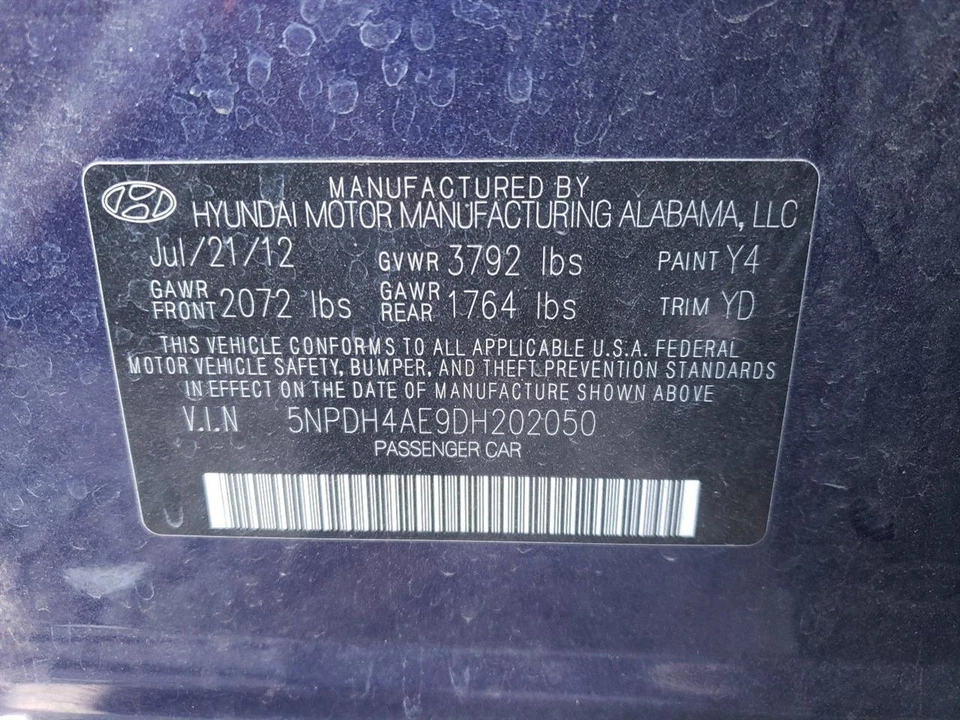 MANUFACTURED BY
HYUNDAI MOTOR MANUFACTURING ALABAMA, LLC
Jul/21/12 GVWR 3792 lbs PAINT Y4
GAWR FRONT 2072 lbs GAWR REAR 1764 lbs TRIM YD
THIS VEHICLE CONFORMS TO ALL APPLICABLE U.S.A. FEDERAL
MOTOR VEHICLE SAFETY, BUMPER, AND THEFT PREVENTION STANDARDS
IN EFFECT ON THE DATE OF MANUFACTURE SHOWN ABOVE
V.I.N 5NPDH4AE9DH202050
PASSENGER CAR